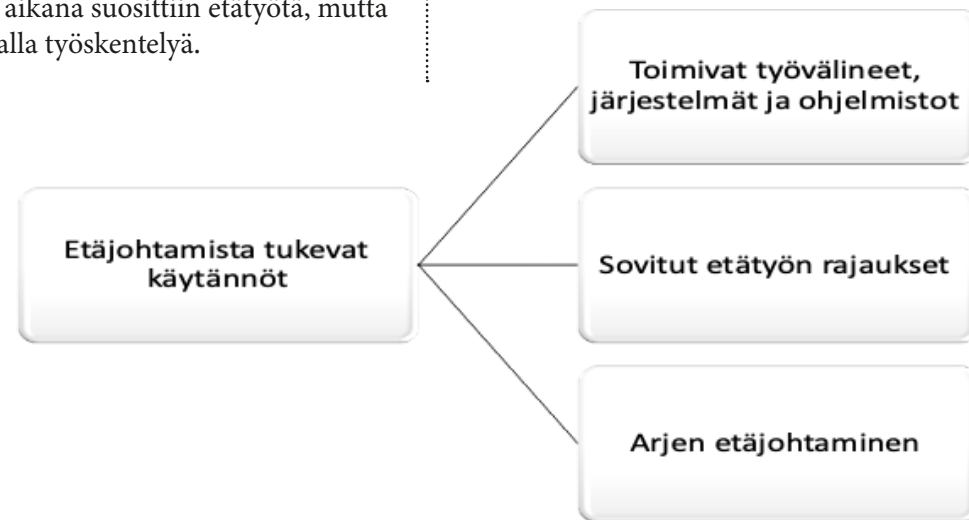 aikana suosittiin etätyötä, mutta
alla työskentelyä.
Toimivat työvälineet,
järjestelmät ja ohjelmistot
Etäjohtamista tukevat
käytännöt
Sovitut etätyön rajaukset
Arjen etäjohtaminen